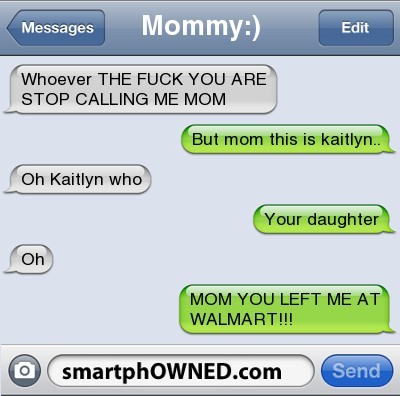 Messages
Mommy:)
Edit
Whoever THE FUCK YOU ARE
STOP CALLING ME MOM
But mom this is kaitlyn..
Oh Kaitlyn who
Your daughter
Oh
MOM YOU LEFT ME AT
WALMART!!!
smartphOWNED.com
Send